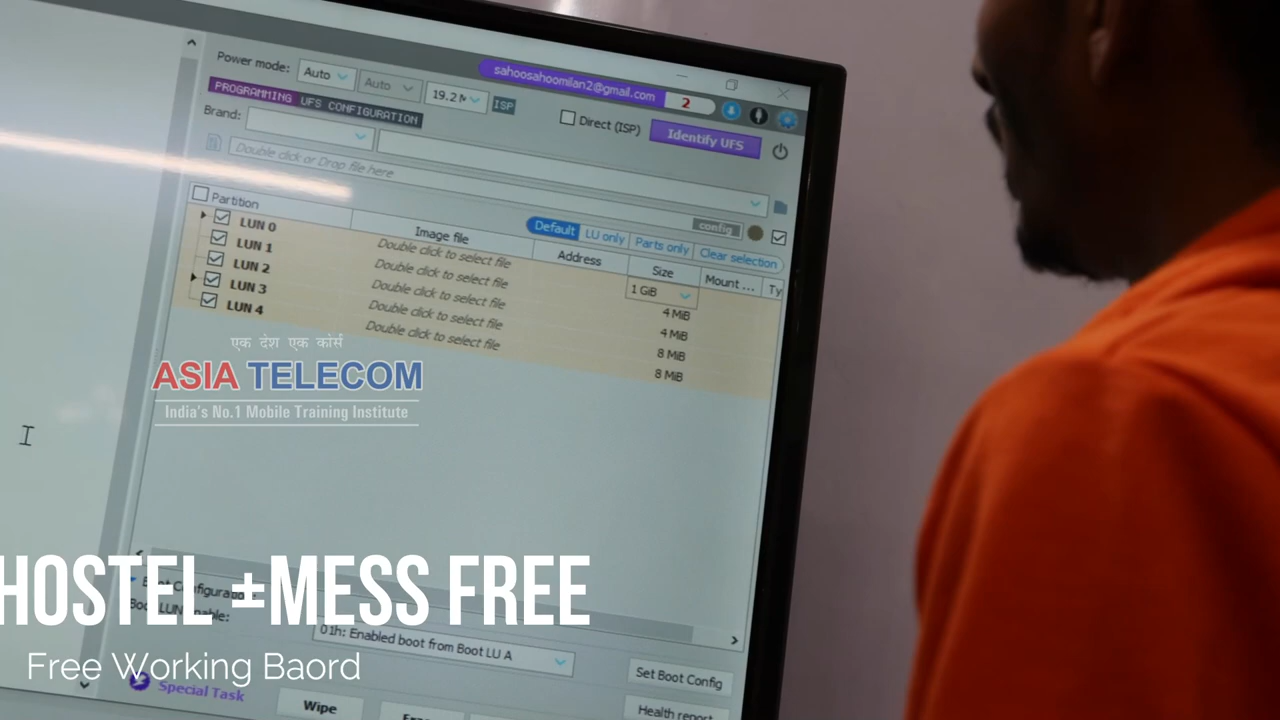 Power mode: Auto Auto 19.2 M ISP
sahoosahoomilan2@gmail.com 2
PROGRAMMING UFS CONFIGURATION
Direct (ISP) Identify UFS
Brand:
Double click or Drop file here
config
Default LU only Parts only Clear selection
Partition Image file Address Size Mount ... Ty
LUN 0 Double click to select file 1 GiB
LUN 1 Double click to select file 4 MiB
LUN 2 Double click to select file 4 MiB
LUN 3 Double click to select file 8 MiB
LUN 4 Double click to select file 8 MiB
एक देश एक कोर्स
ASIA TELECOM
India's No.1 Mobile Training Institute
HOSTEL +MESS FREE
Free Working Baord
01h: Enabled boot from Boot LU A
Set Boot Config
Special Task
Wipe
Health report